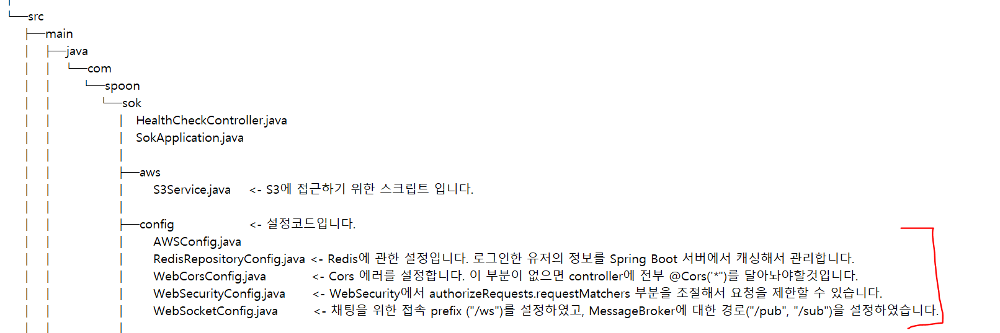 src
main
java
com
spoon
sok
HealthCheckController.java
SokApplication.java
aws
S3Service.java <- S3에 접근하기 위한 스크립트 입니다.
config <- 설정코드입니다.
AWSConfig.java
RedisRepositoryConfig.java <- Redis에 관한 설정입니다. 로그인한 유저의 정보를 Spring Boot 서버에서 캐싱해서 관리합니다.
WebCorsConfig.java <- Cors 에러를 설정합니다. 이 부분이 없으면 controller에 전부 @Cors('*")를 달아놔야할것입니다.
WebSecurityConfig.java <- WebSecurity에서 authorizeRequests.requestMatchers 부분을 조절해서 요청을 제한할 수 있습니다.
WebSocketConfig.java <- 채팅을 위한 접속 prefix ("/ws")를 설정하였고, MessageBroker에 대한 경로("/pub", "/sub")을 설정하였습니다.